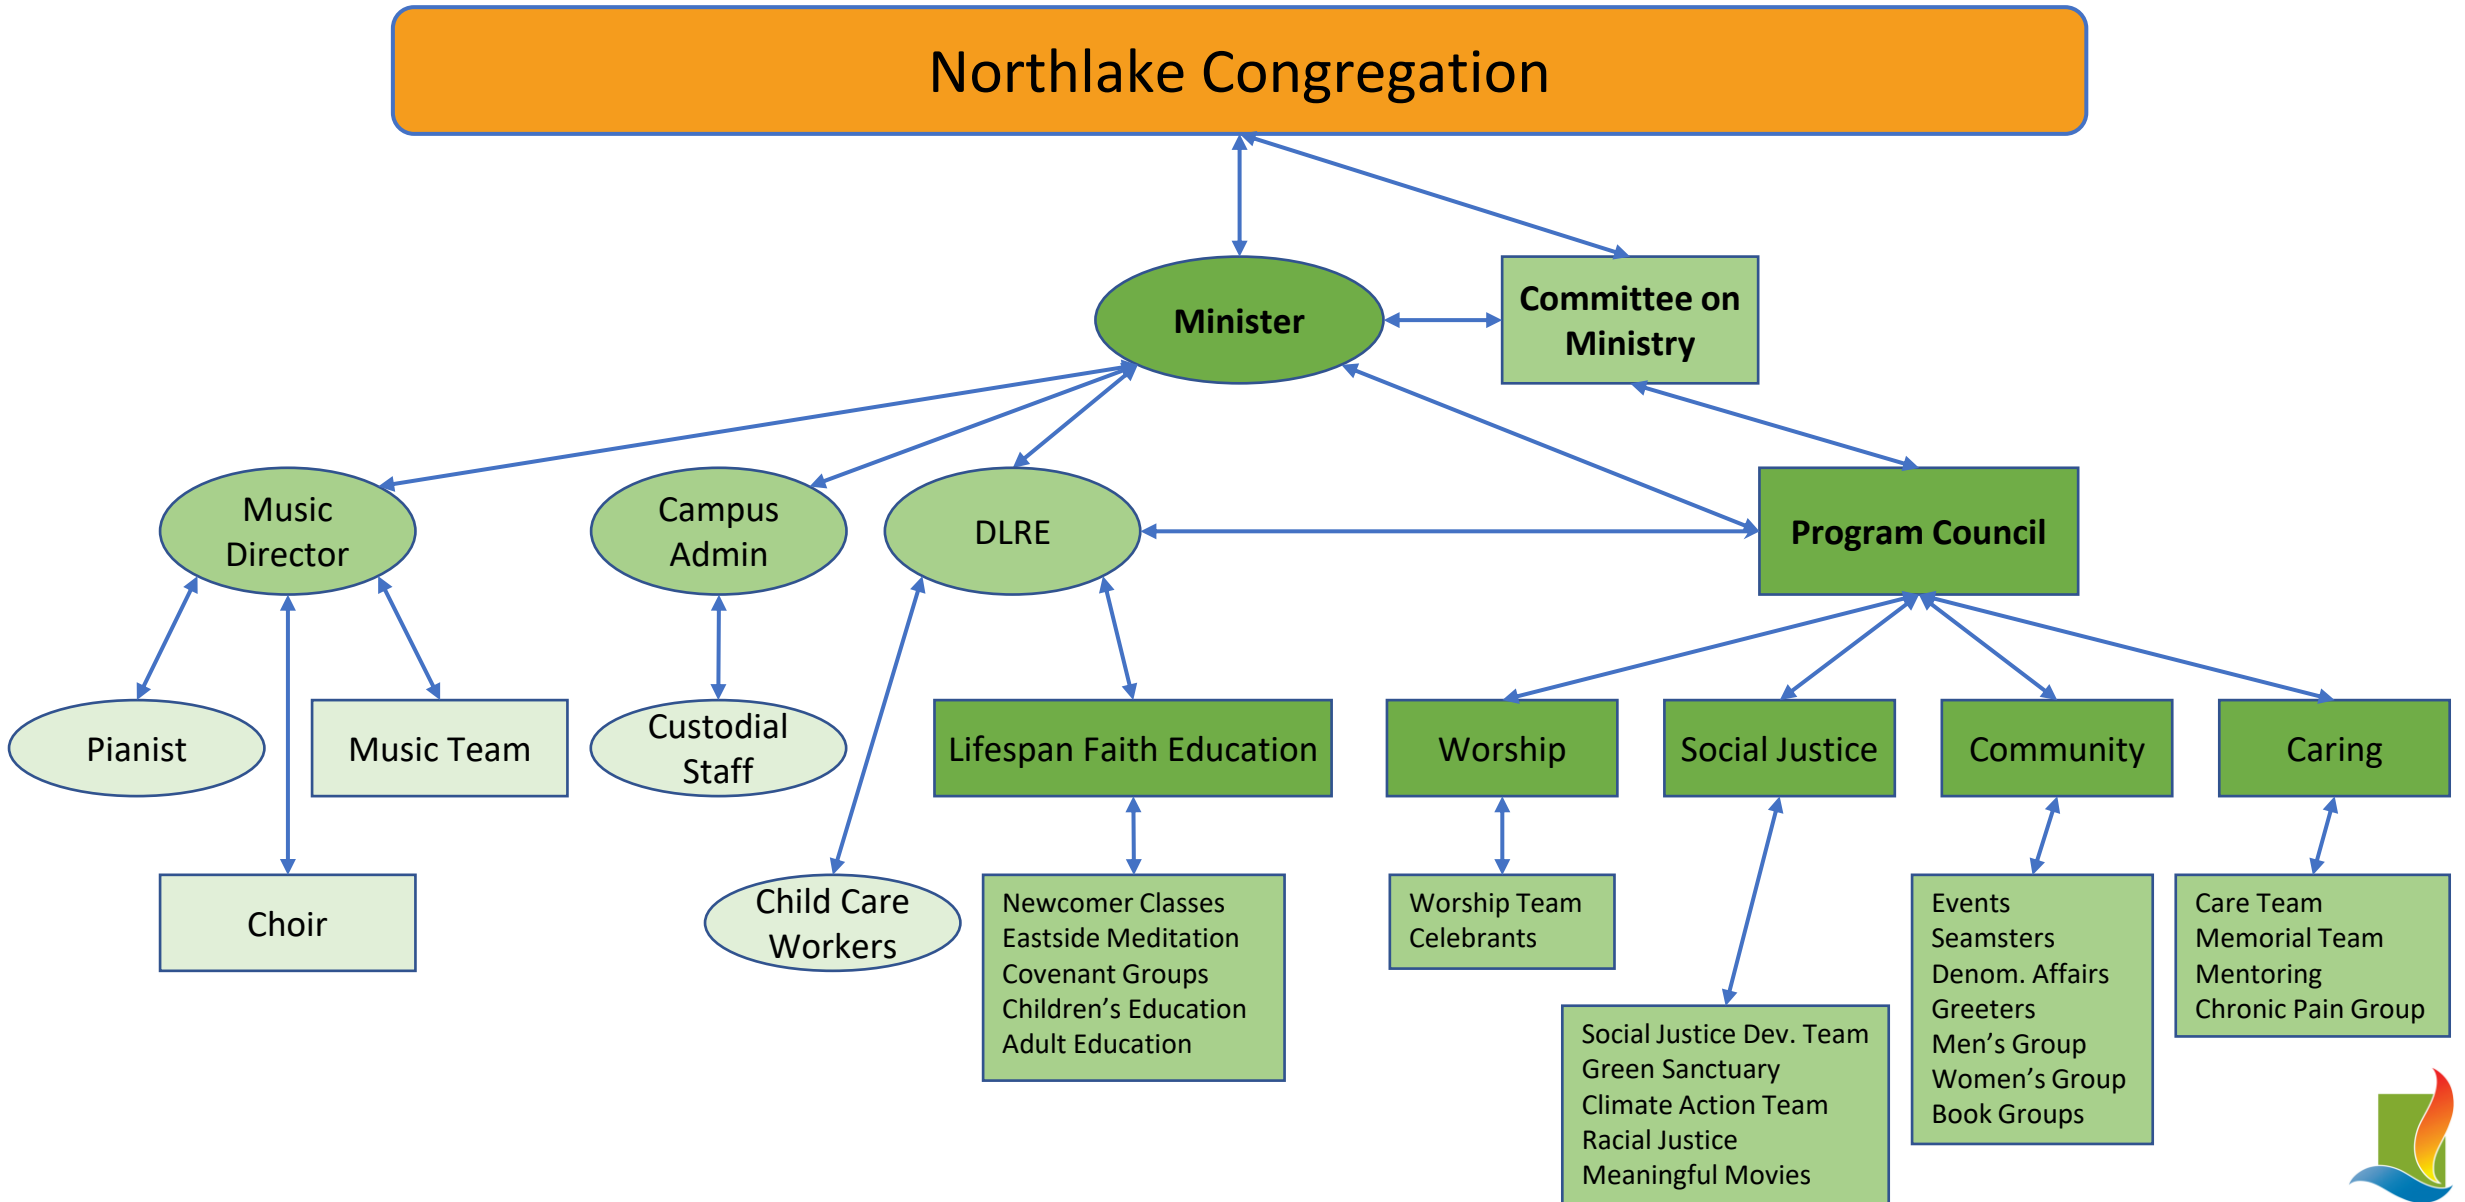 Northlake Congregation
Minister
Committee on
Ministry
Music
Director
Campus
Admin
DLRE
Program Council
Pianist
Music Team
Custodial
Staff
Lifespan Faith Education
Worship
Social Justice
Community
Caring
Choir
Child Care
Workers
Newcomer Classes
Eastside Meditation
Covenant Groups
Children’s Education
Adult Education
Worship Team
Celebrants
Social Justice Dev. Team
Green Sanctuary
Climate Action Team
Racial Justice
Meaningful Movies
Events
Seamsters
Denom. Affairs
Greeters
Men’s Group
Women’s Group
Book Groups
Care Team
Memorial Team
Mentoring
Chronic Pain Group